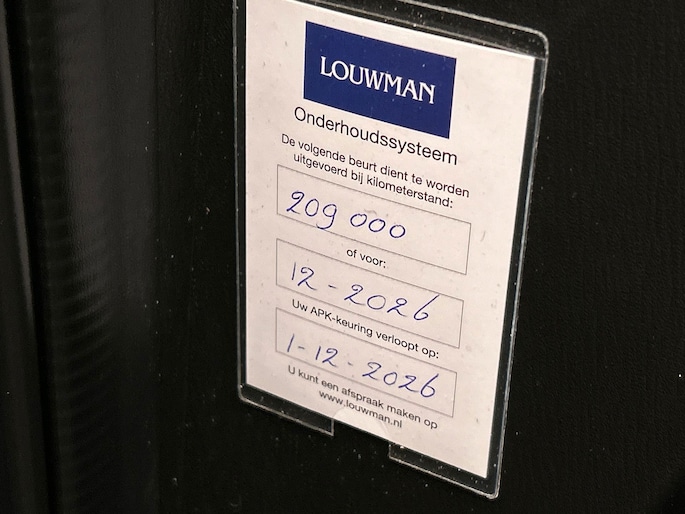 LOUWMAN
Onderhoudssysteem
De volgende beurt dient te worden
uitgevoerd bij kilometerstand:
209 000
of voor:
12-2026
Uw APK-keuring verloopt op:
1-12-2026
U kunt een afspraak maken op
www.louwman.nl